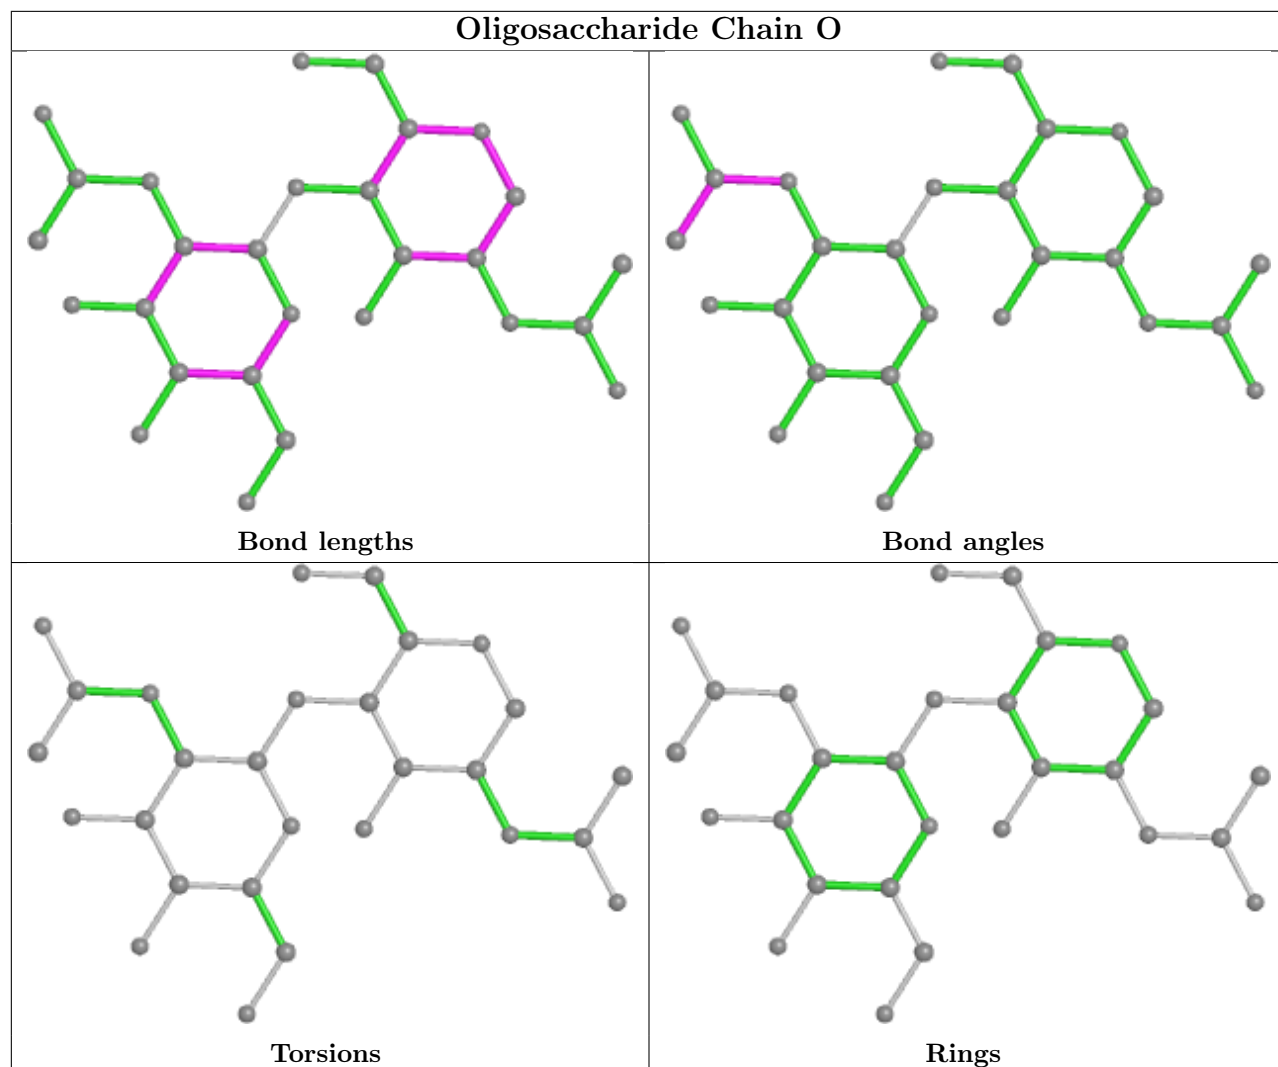 Oligosaccharide Chain O
Bond lengths
Bond angles
Torsions
Rings